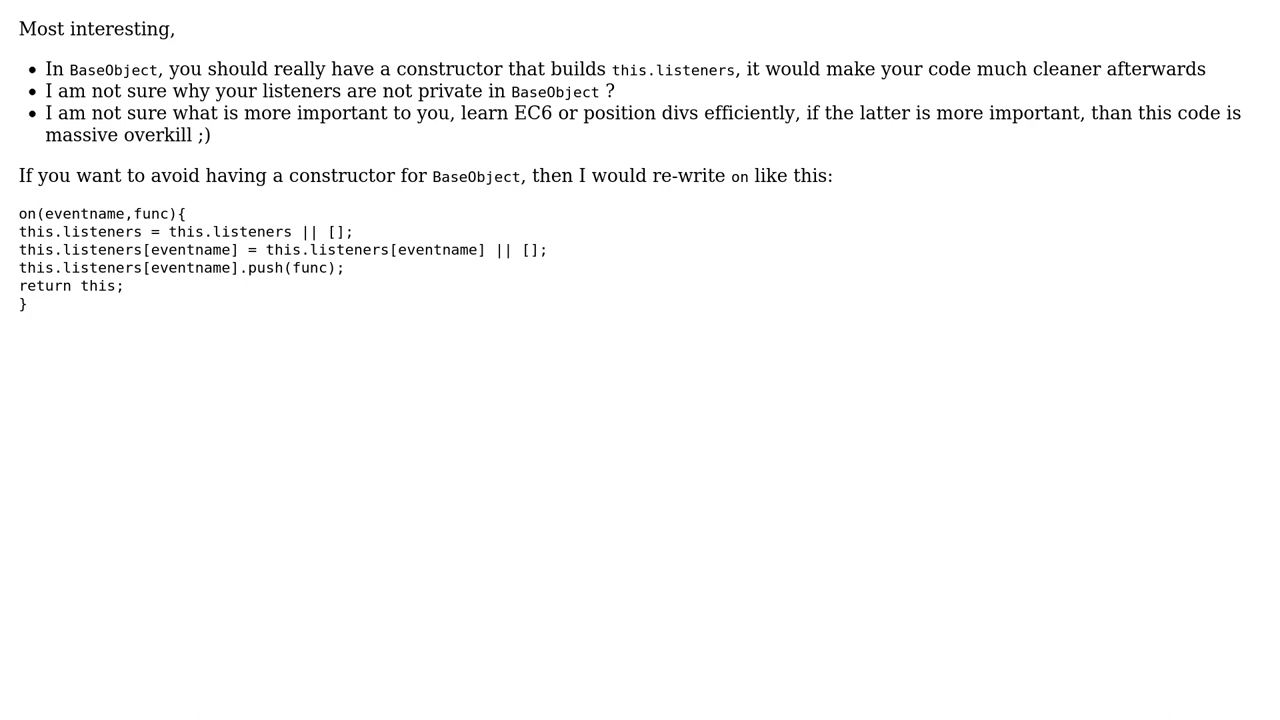 Most interesting,
• In BaseObject, you should really have a constructor that builds this.listeners, it would make your code much cleaner afterwards
• I am not sure why your listeners are not private in BaseObject ?
• I am not sure what is more important to you, learn EC6 or position divs efficiently, if the latter is more important, than this code is
massive overkill ;)
If you want to avoid having a constructor for BaseObject, then I would re-write on like this:
on(eventname,func){
this.listeners = this.listeners || [];
this.listeners[eventname] = this.listeners[eventname] || [];
this.listeners[eventname].push(func);
return this;
}